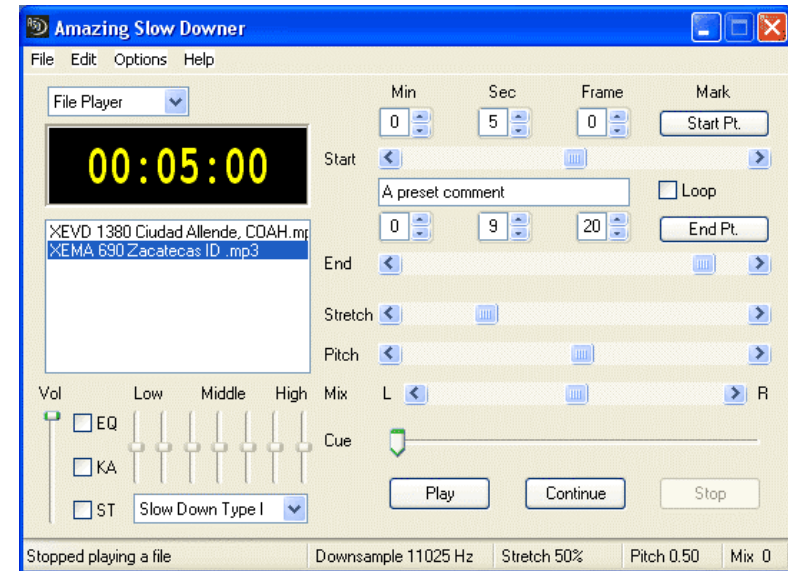 Amazing Slow Downer
File Edit Options Help
File Player
Min Sec Frame Mark
0 5 0 Start Pt.
00:05:00
Start
A preset comment Loop
XEVD 1380 Ciudad Allende, COAH.mp
XEMA 690 Zacatecas ID .mp3
0 9 20 End Pt.
End
Stretch
Pitch
Vol Low Middle High
Mix L R
EQ
KA
ST
Cue
Slow Down Type I
Play Continue Stop
Stopped playing a file Downsample 11025 Hz Stretch 50% Pitch 0.50 Mix 0